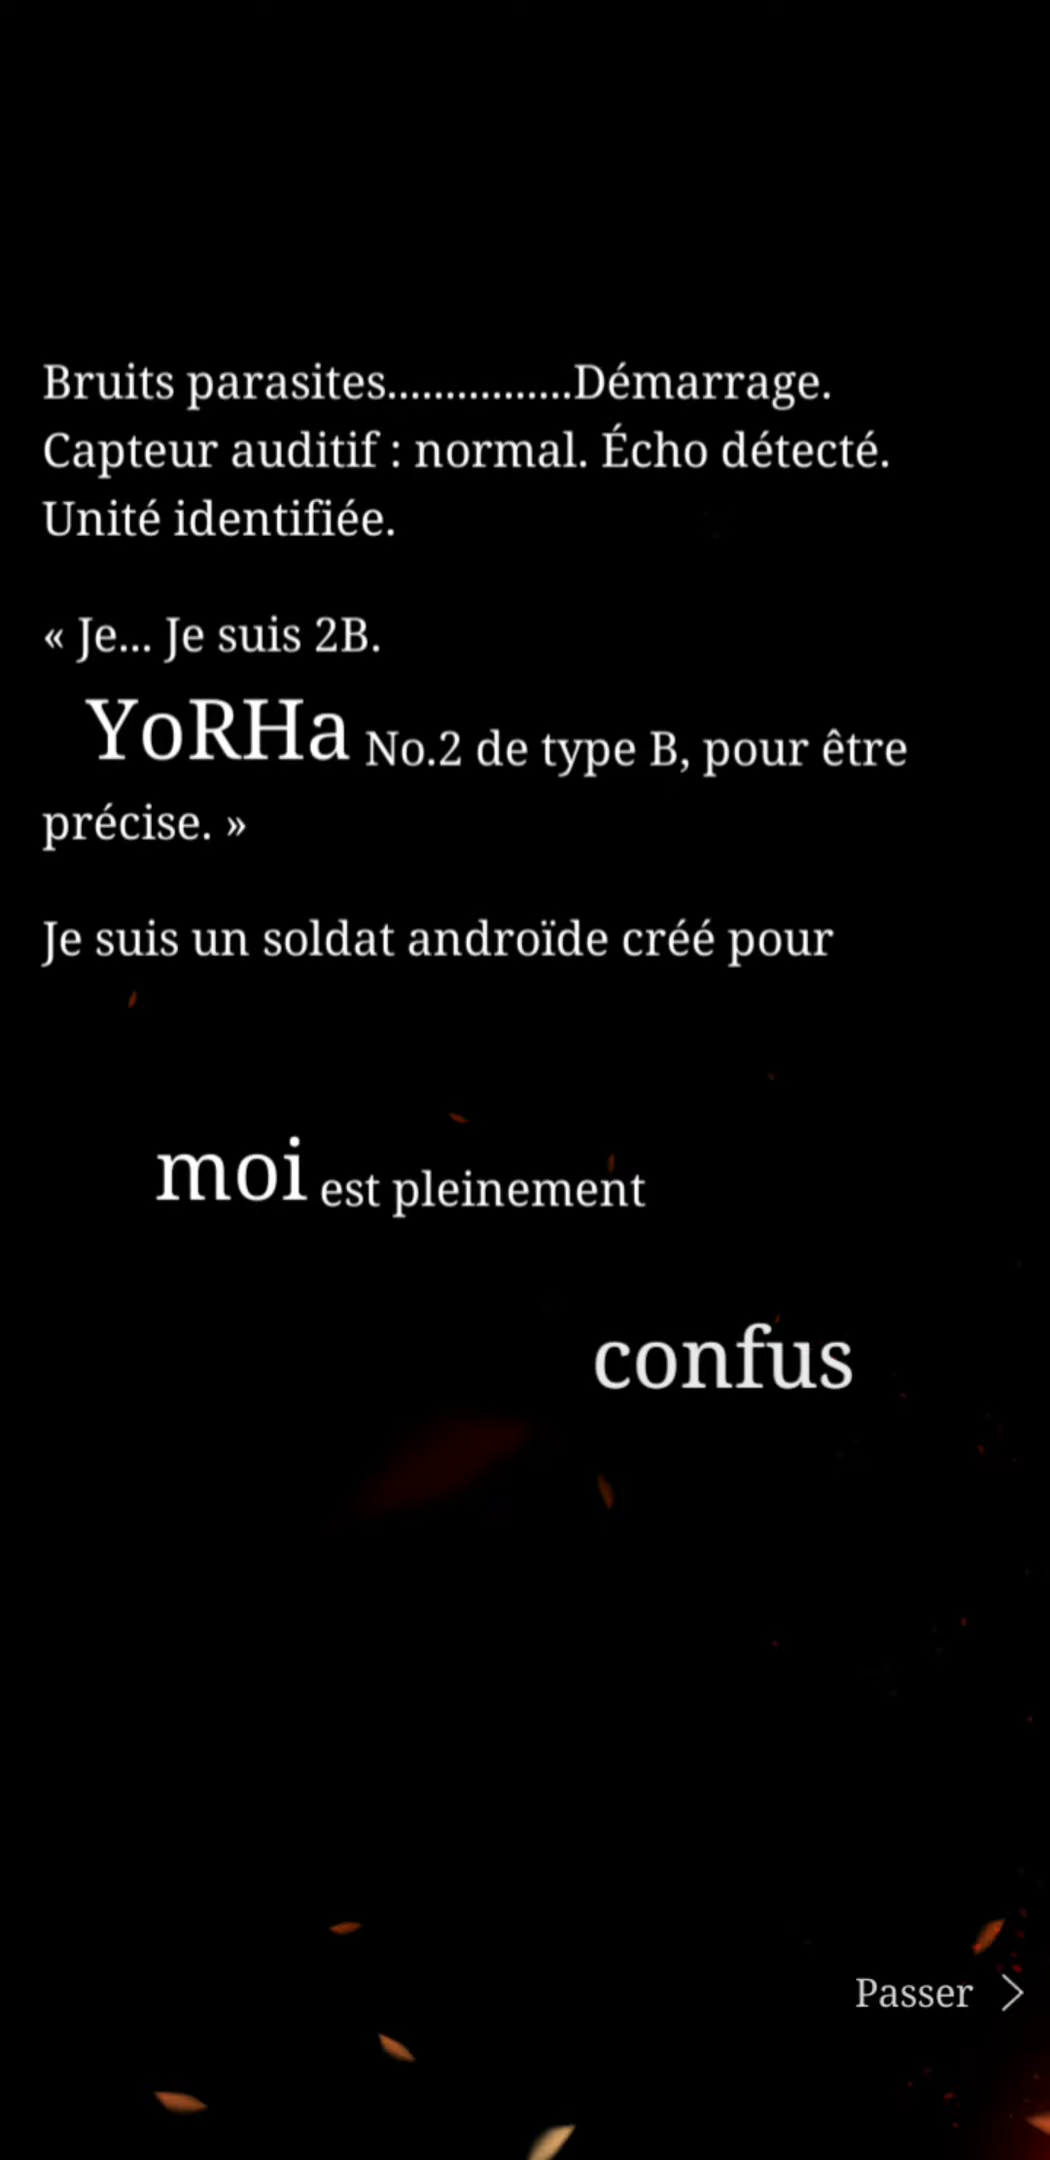 Bruits parasites................Démarrage.
Capteur auditif : normal. Écho détecté.
Unité identifiée.
« Je... Je suis 2B.
YoRHa No.2 de type B, pour être
précise. »
Je suis un soldat androïde créé pour
moi est pleinement
confus
Passer >